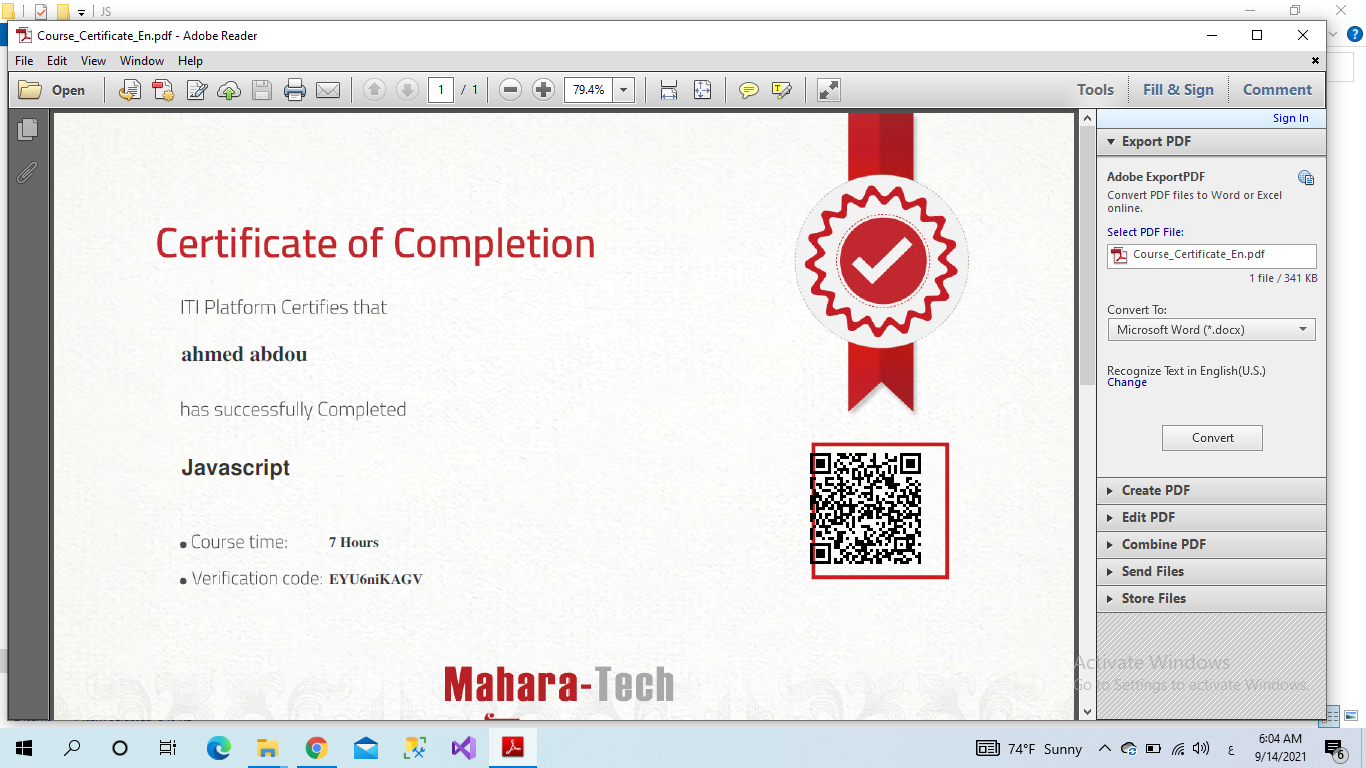 JS
Course_Certificate_En.pdf - Adobe Reader
File Edit View Window Help
Open 1 / 1 79.4% Tools Fill & Sign Comment
Sign In
Export PDF
Adobe ExportPDF
Convert PDF files to Word or Excel
online.
Select PDF File:
Course_Certificate_En.pdf
1 file / 341 KB
Convert To:
Microsoft Word (*.docx)
Recognize Text in English(U.S.)
Change
Convert
Create PDF
Edit PDF
Combine PDF
Send Files
Store Files
Certificate of Completion
ITI Platform Certifies that
ahmed abdou
has successfully Completed
Javascript
Course time: 7 Hours
Verification code: EYU6niKAGV
Mahara-Tech
Activate Windows
Go to Settings to activate Windows.
74°F Sunny ع 6:04 AM
9/14/2021 6